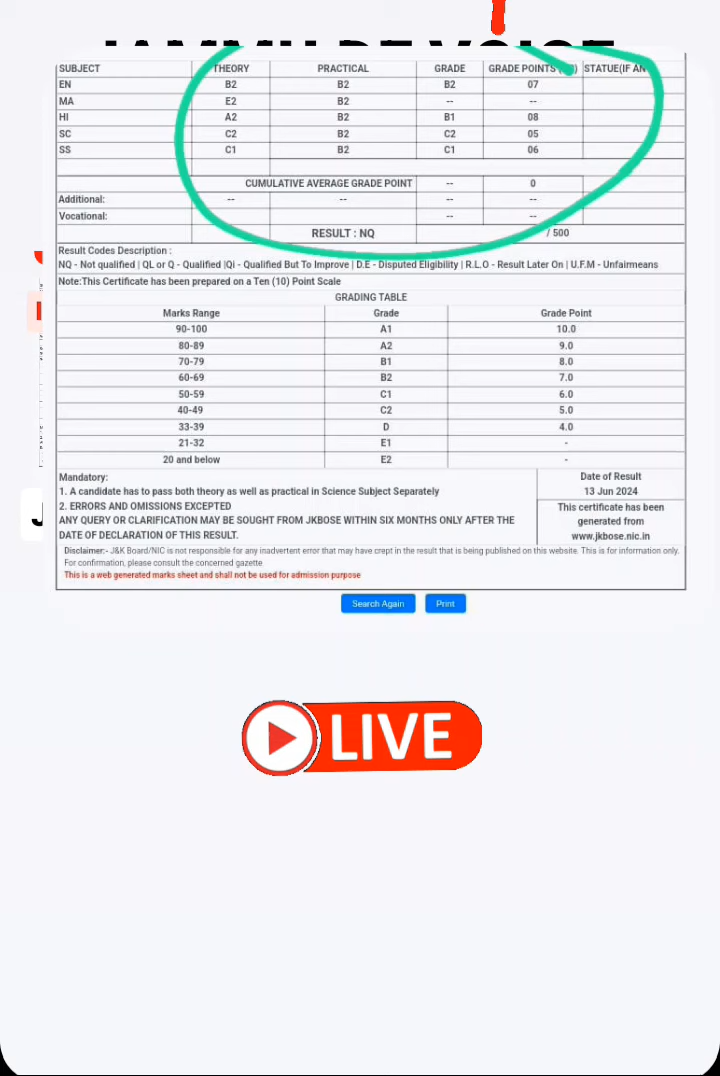 SUBJECT THEORY PRACTICAL GRADE GRADE POINTS STATUE(IF AN
EN B2 B2 B2 07
MA E2 B2 -- --
HI A2 B2 B1 08
SC C2 B2 C2 05
SS C1 B2 C1 06
CUMULATIVE AVERAGE GRADE POINT -- 0
Additional: -- -- -- --
Vocational: -- --
RESULT : NQ / 500
Result Codes Description :
NQ - Not qualified | QL or Q - Qualified |Qi - Qualified But To Improve | D.E - Disputed Eligibility | R.L.O - Result Later On | U.F.M - Unfairmeans
Note:This Certificate has been prepared on a Ten (10) Point Scale
GRADING TABLE
Marks Range Grade Grade Point
90-100 A1 10.0
80-89 A2 9.0
70-79 B1 8.0
60-69 B2 7.0
50-59 C1 6.0
40-49 C2 5.0
33-39 D 4.0
21-32 E1 -
20 and below E2 -
Mandatory:
1. A candidate has to pass both theory as well as practical in Science Subject Separately
2. ERRORS AND OMISSIONS EXCEPTED
ANY QUERY OR CLARIFICATION MAY BE SOUGHT FROM JKBOSE WITHIN SIX MONTHS ONLY AFTER THE
DATE OF DECLARATION OF THIS RESULT.
Date of Result
13 Jun 2024
This certificate has been
generated from
www.jkbose.nic.in
Disclaimer:- J&K Board/NIC is not responsible for any inadvertent error that may have crept in the result that is being published on this website. This is for information only.
For confirmation, please consult the concerned gazette
This is a web generated marks sheet and shall not be used for admission purpose
Search Again Print
LIVE